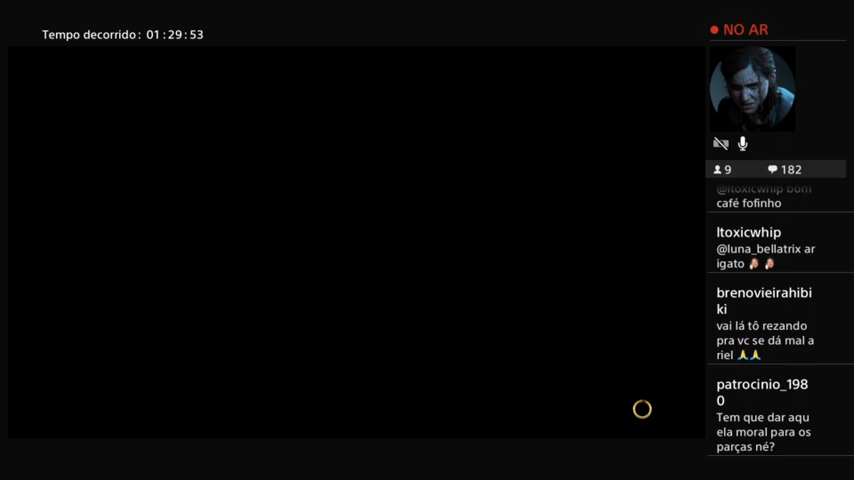 Tempo decorrido: 01:29:53
NO AR
9
182
@ltoxicwhip bom
café fofinho
ltoxicwhip
@luna_bellatrix ar
igato
brenovieirahibi
ki
vai lá tô rezando
pra vc se dá mal a
riel
patrocinio_198
0
Tem que dar aqu
ela moral para os
parças né?